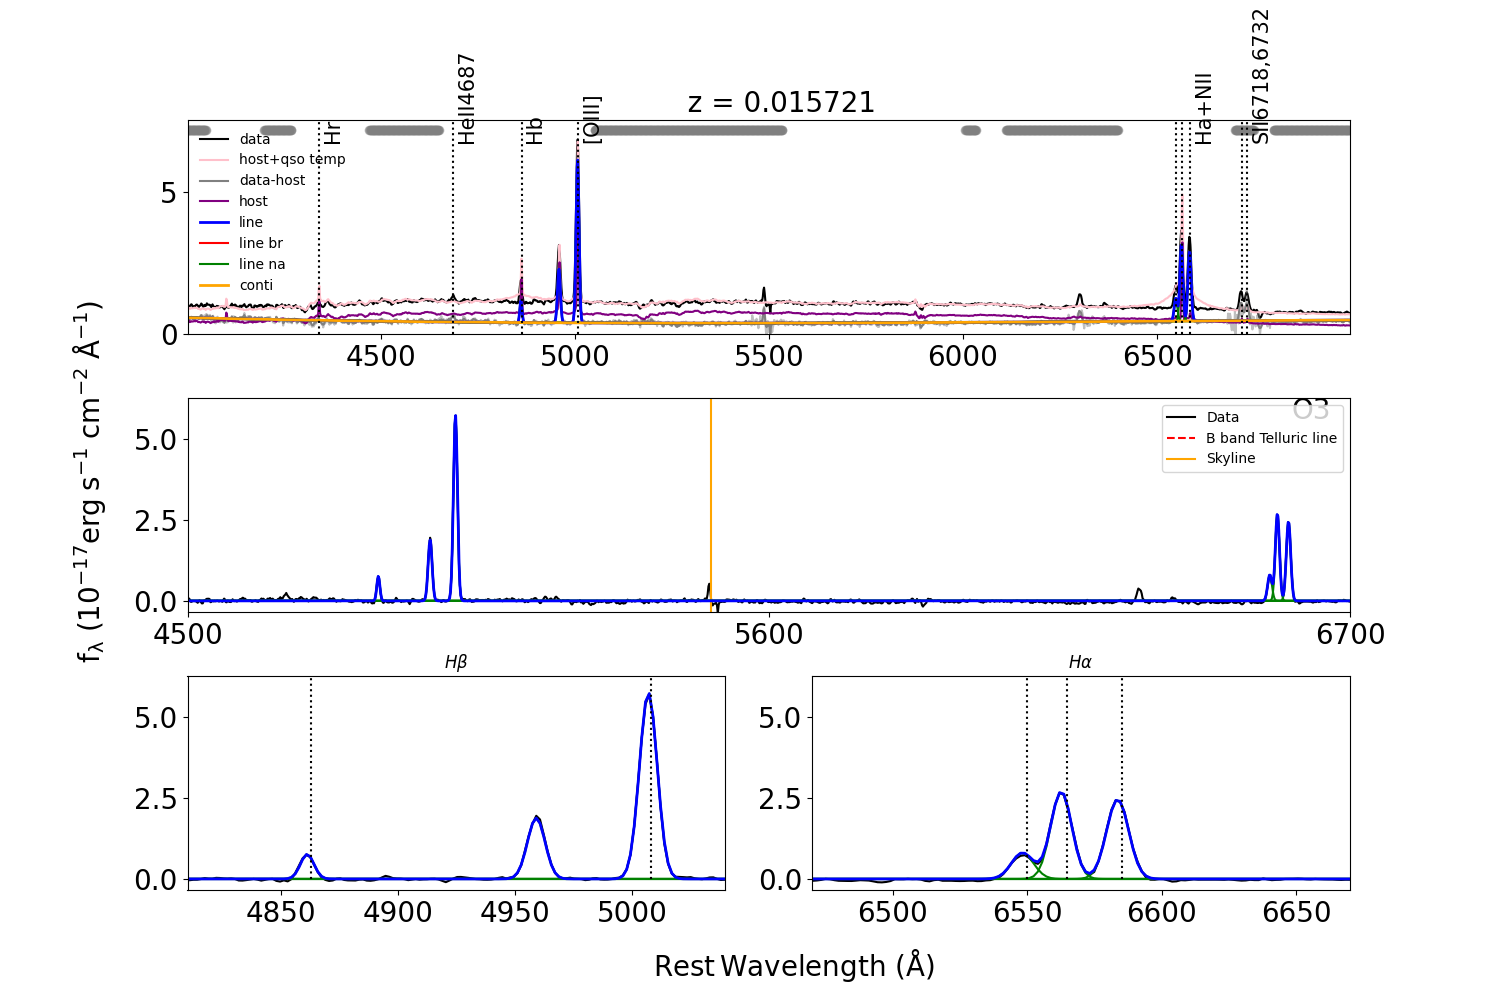 z = 0.015721
Hr
HeII4687
Hb
[OIII]
Ha+NII
SII6718,6732
data
host+qso temp
data-host
host
line
line br
line na
conti
5
0
4500
5000
5500
6000
6500
O3
Data
B band Telluric line
Skyline
5.0
2.5
0.0
4500
5600
6700
f_λ (10⁻¹⁷erg s⁻¹ cm⁻² Å⁻¹)
Hβ
5.0
2.5
0.0
4850
4900
4950
5000
Hα
5.0
2.5
0.0
6500
6550
6600
6650
Rest Wavelength (Å)